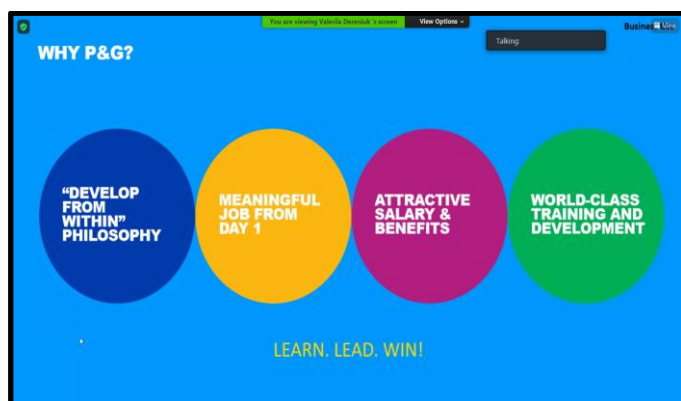 You are viewing Valeriia Dereniuk 's screen
View Options
Talking:
View
WHY P&G?
“DEVELOP
FROM
WITHIN”
PHILOSOPHY
MEANINGFUL
JOB FROM
DAY 1
ATTRACTIVE
SALARY &
BENEFITS
WORLD-CLASS
TRAINING AND
DEVELOPMENT
LEARN. LEAD. WIN!